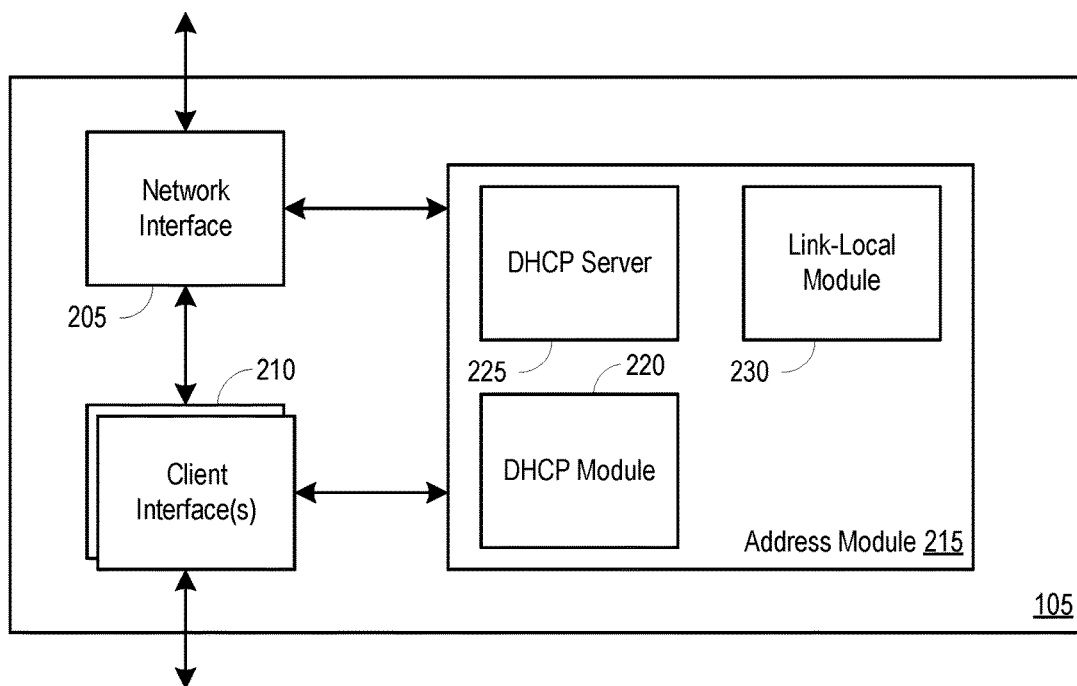 Network
Interface
205
210
Client
Interface(s)
DHCP Server
225
220
DHCP Module
Link-Local
Module
230
Address Module 215
105